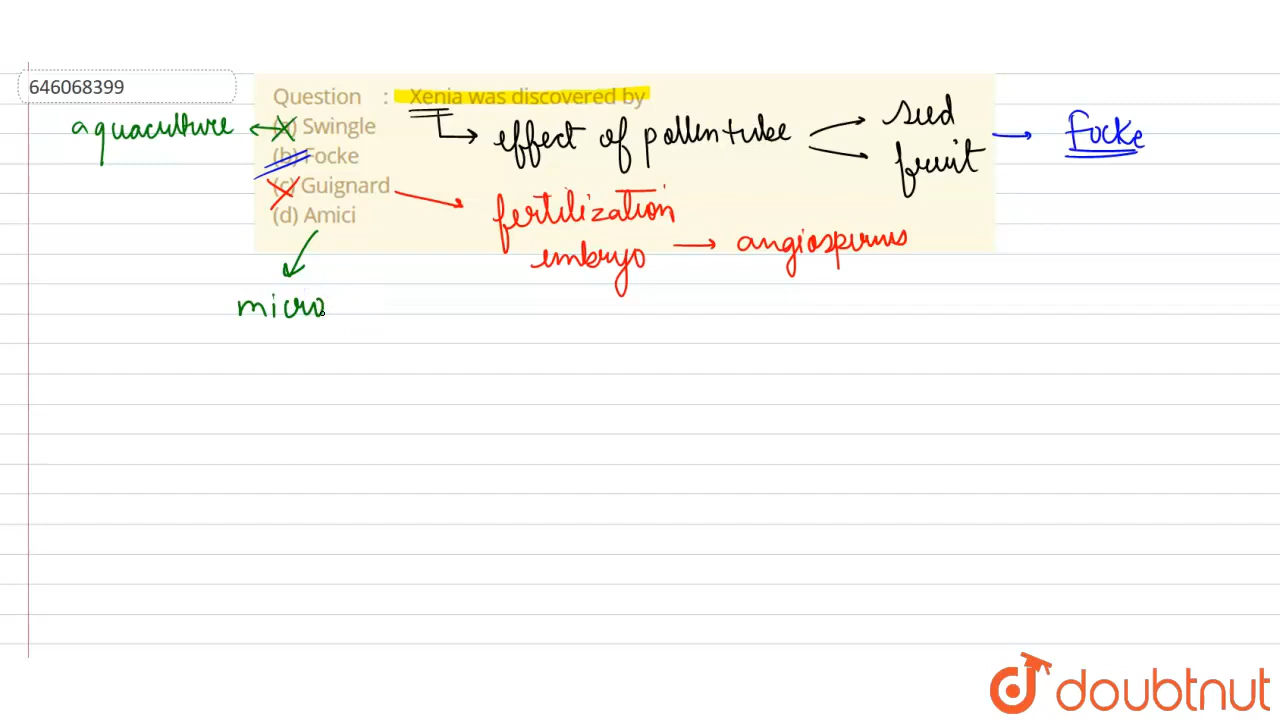 646068399
Question : Xenia was discovered by
aquaculture (a) Swingle effect of pollentube seed Focke
(b) Focke fruit
(c) Guignard fertilization
(d) Amici embryo angiosperms
micro
doubtnut